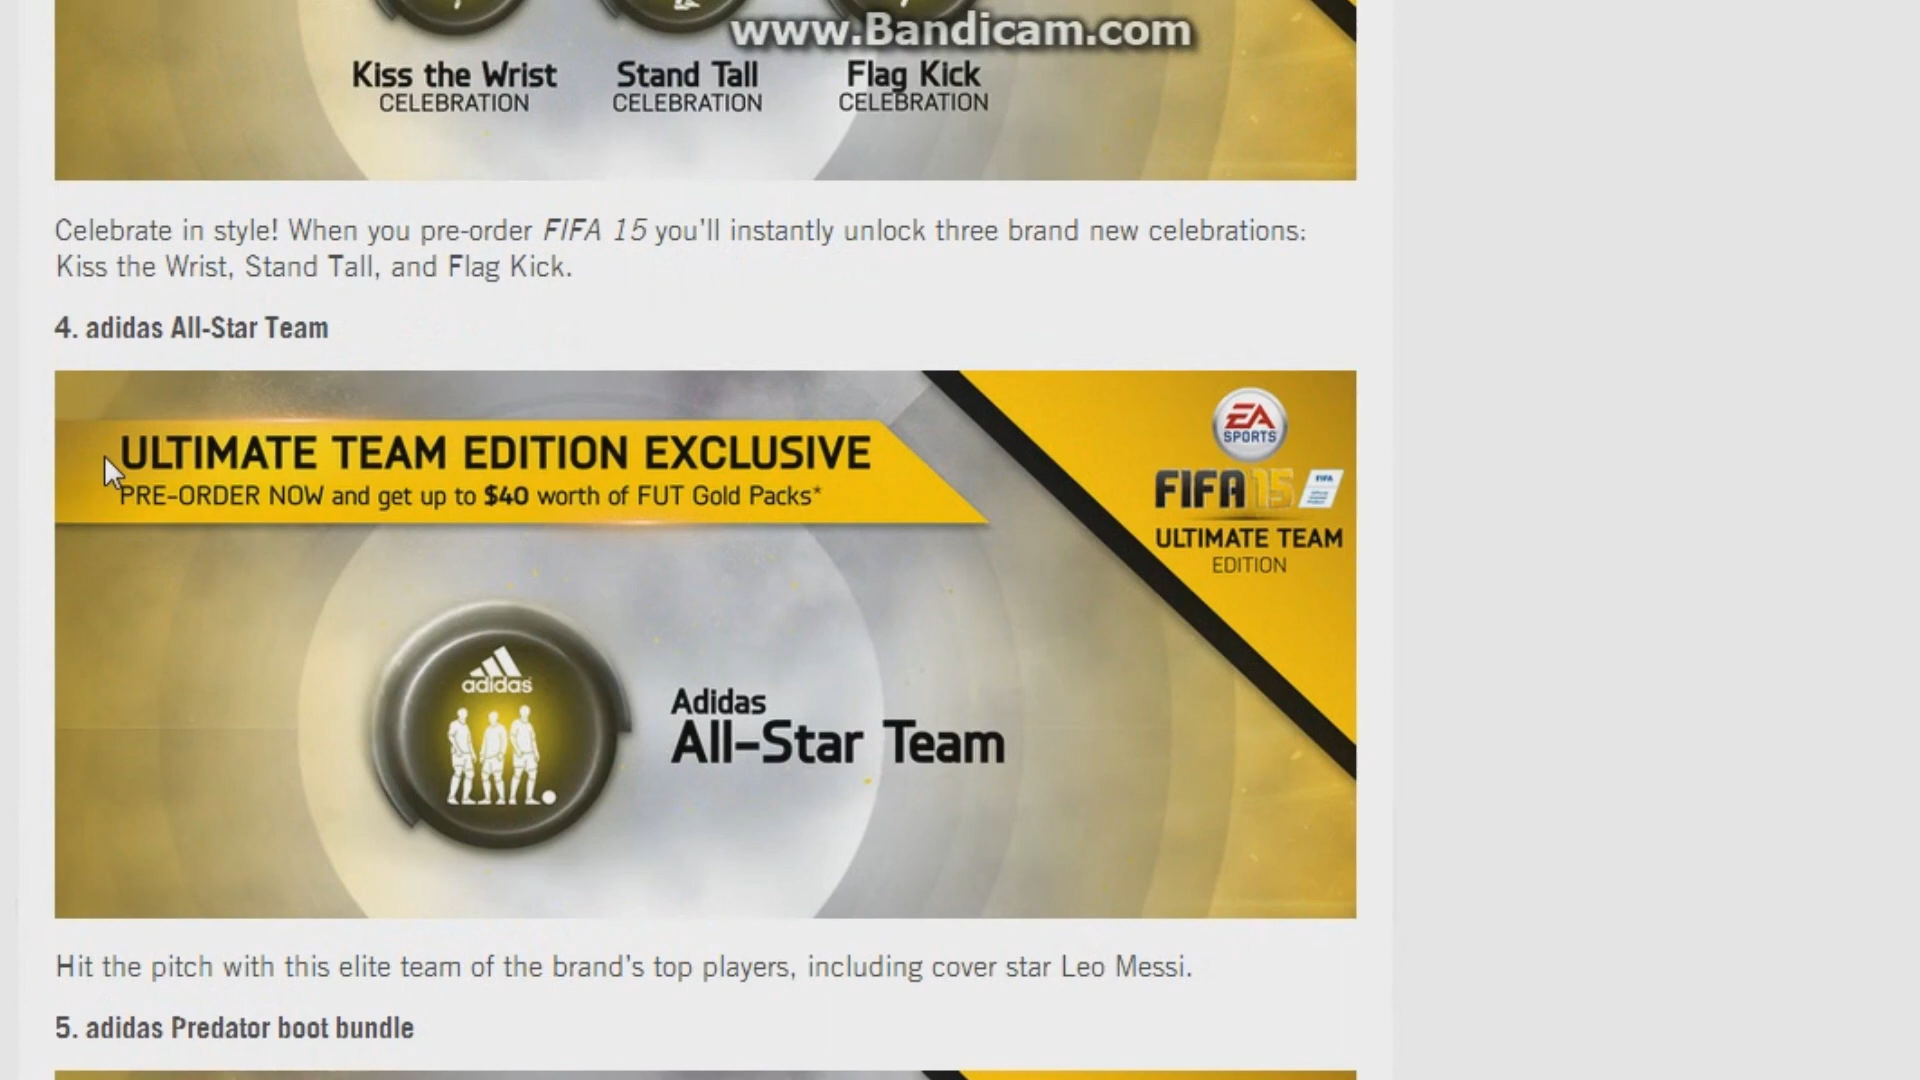 www.Bandicam.com
Kiss the Wrist Stand Tall Flag Kick
CELEBRATION CELEBRATION CELEBRATION
Celebrate in style! When you pre-order FIFA 15 you'll instantly unlock three brand new celebrations:
Kiss the Wrist, Stand Tall, and Flag Kick.
4. adidas All-Star Team
ULTIMATE TEAM EDITION EXCLUSIVE
PRE-ORDER NOW and get up to $40 worth of FUT Gold Packs*
EA
SPORTS
FIFA 15
FIFA
ULTIMATE TEAM
EDITION
adidas
Adidas
All-Star Team
Hit the pitch with this elite team of the brand's top players, including cover star Leo Messi.
5. adidas Predator boot bundle